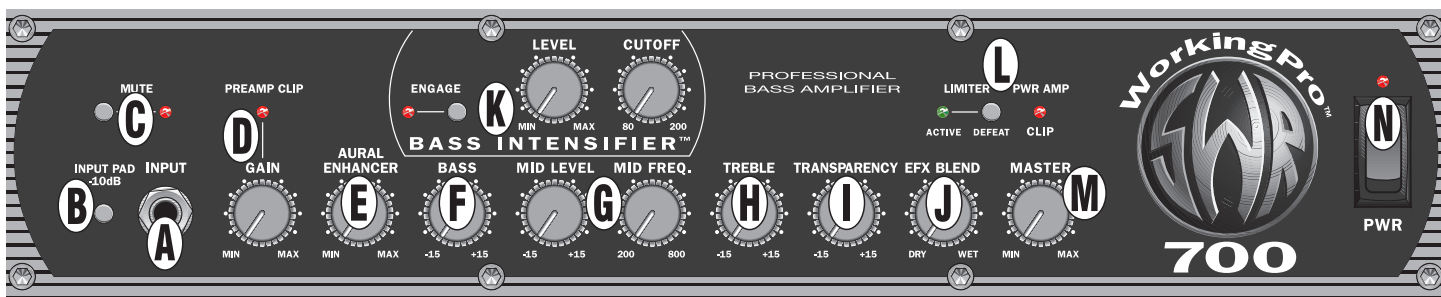 MUTE
C
PREAMP CLIP
D
INPUT PAD
-10dB
B
INPUT
A
GAIN
MIN MAX
ENGAGE
K
LEVEL
MIN MAX
CUTOFF
80 200
BASS INTENSIFIER™
AURAL
ENHANCER
E
MIN MAX
BASS
F
-15 +15
MID LEVEL
-15 +15
G
MID FREQ.
200 800
PROFESSIONAL
BASS AMPLIFIER
L
LIMITER
ACTIVE DEFEAT
PWR AMP
CLIP
TREBLE
H
-15 +15
TRANSPARENCY
I
-15 +15
EFX BLEND
J
DRY WET
MASTER
M
MIN MAX
WorkingPro™
SWR
700
N
PWR